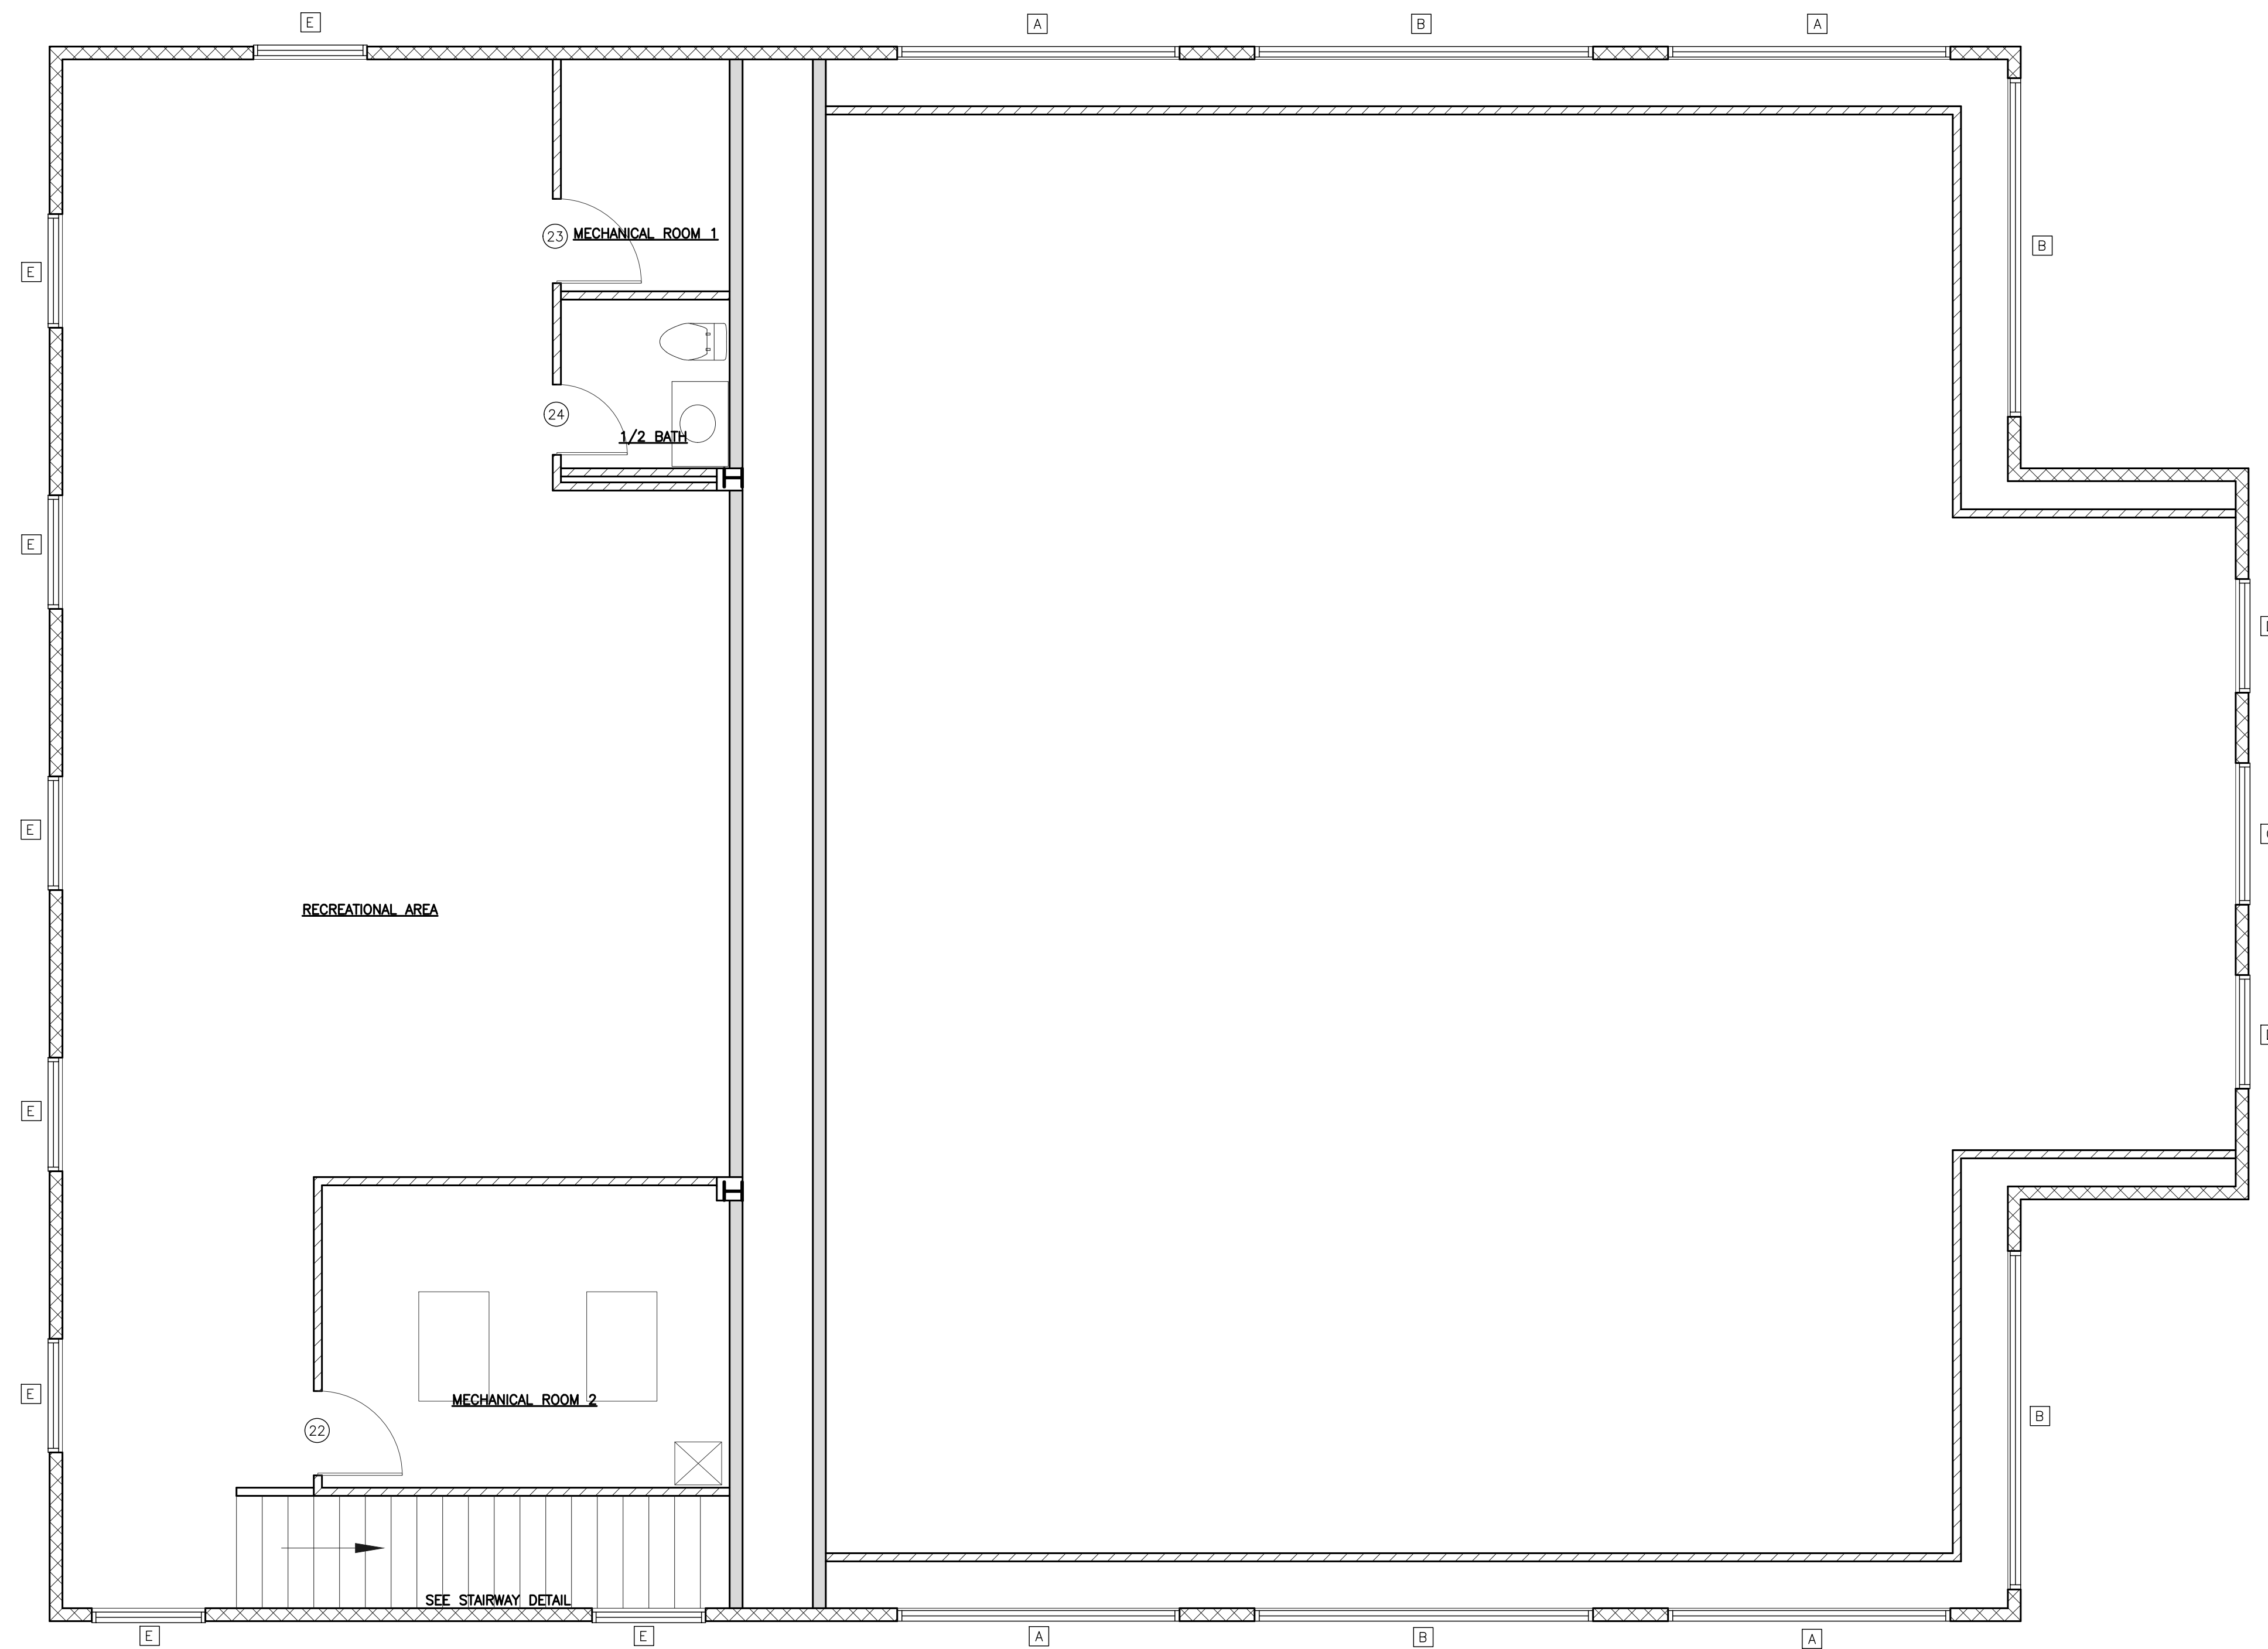 E
A
B
A
23
MECHANICAL ROOM 1
B
E
24
1/2 BATH
E
E
RECREATIONAL AREA
E
E
MECHANICAL ROOM 2
B
22
SEE STAIRWAY DETAIL
E
E
A
B
A